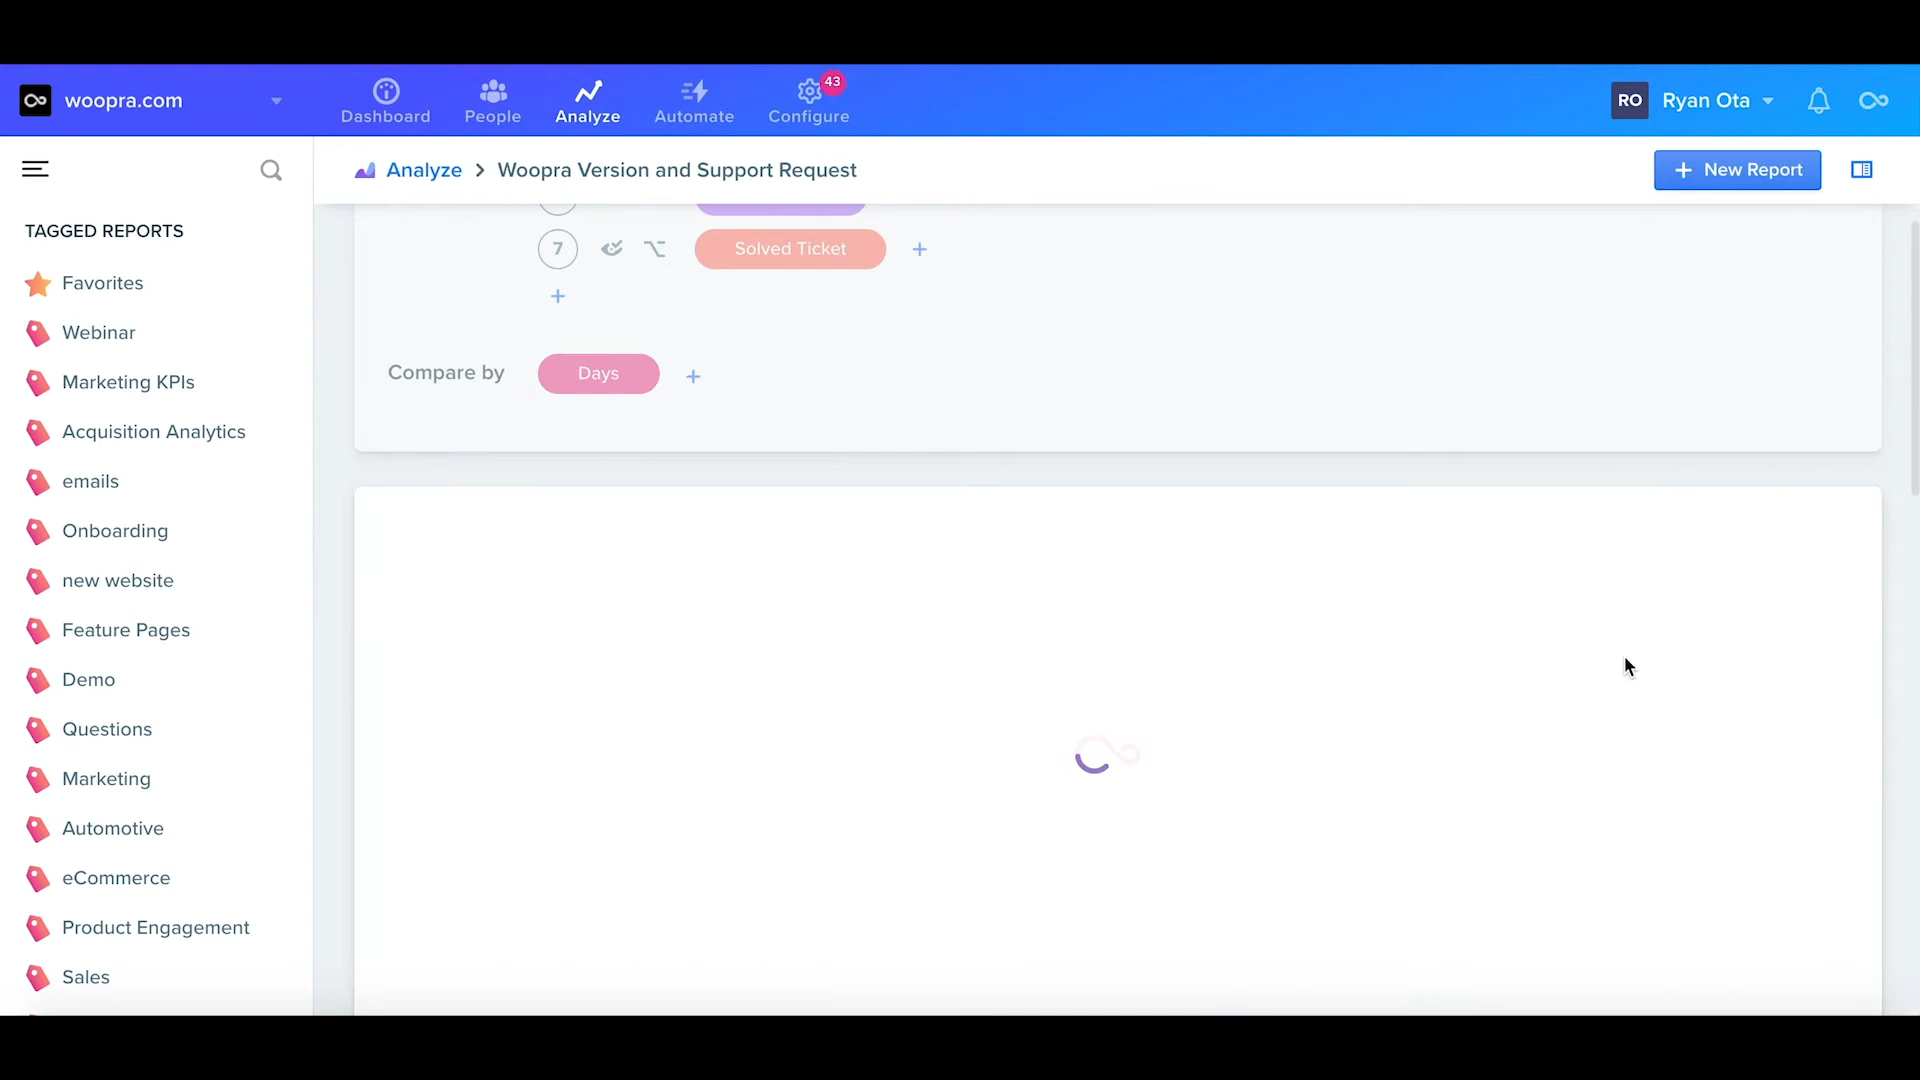 woopra.com
Dashboard
People
Analyze
Automate
43
Configure
RO
Ryan Ota
Analyze > Woopra Version and Support Request
+ New Report
TAGGED REPORTS
Favorites
Webinar
Marketing KPIs
Acquisition Analytics
emails
Onboarding
new website
Feature Pages
Demo
Questions
Marketing
Automotive
eCommerce
Product Engagement
Sales
7 Solved Ticket +
+
Compare by Days +